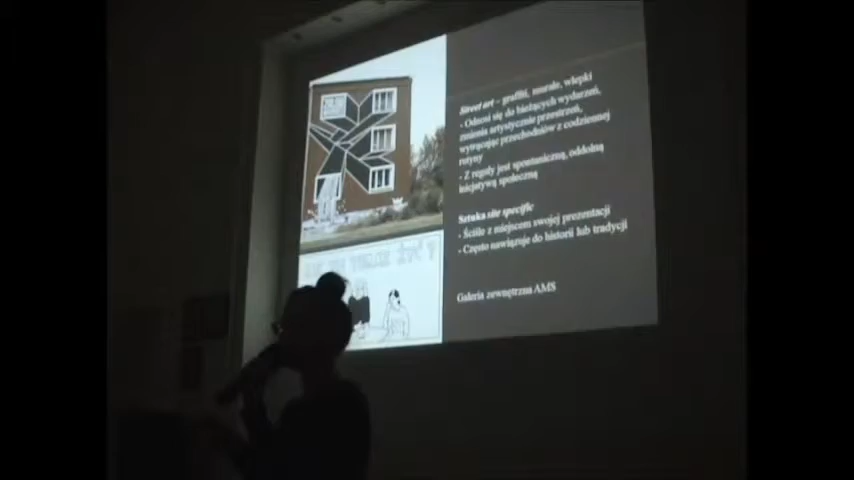 Street art – graffiti, murale, wlepki
- Odnosi się do bieżących wydarzeń,
zmienia artystycznie przestrzeń,
wytrącając przechodniów z codziennej
rutyny
- Z reguły jest spontaniczną, oddolną
inicjatywą społeczną
Sztuka site specific
- Ściśle z miejscem swojej prezentacji
- Często nawiązuje do historii lub tradycji
Galeria zewnętrzna AMS
ŻYĆ ?